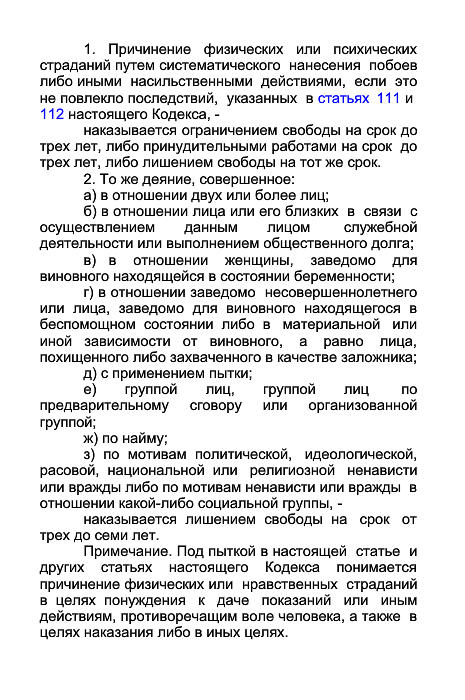 1. Причинение физических или психических
страданий путем систематического нанесения побоев
либо иными насильственными действиями, если это
не повлекло последствий, указанных в статьях 111 и
112 настоящего Кодекса, -
наказывается ограничением свободы на срок до
трех лет, либо принудительными работами на срок до
трех лет, либо лишением свободы на тот же срок.
2. То же деяние, совершенное:
а) в отношении двух или более лиц;
б) в отношении лица или его близких в связи с
осуществлением данным лицом служебной
деятельности или выполнением общественного долга;
в) в отношении женщины, заведомо для
виновного находящейся в состоянии беременности;
г) в отношении заведомо несовершеннолетнего
или лица, заведомо для виновного находящегося в
беспомощном состоянии либо в материальной или
иной зависимости от виновного, а равно лица,
похищенного либо захваченного в качестве заложника;
д) с применением пытки;
е) группой лиц, группой лиц по
предварительному сговору или организованной
группой;
ж) по найму;
з) по мотивам политической, идеологической,
расовой, национальной или религиозной ненависти
или вражды либо по мотивам ненависти или вражды в
отношении какой-либо социальной группы, -
наказывается лишением свободы на срок от
трех до семи лет.
Примечание. Под пыткой в настоящей статье и
других статьях настоящего Кодекса понимается
причинение физических или нравственных страданий
в целях понуждения к даче показаний или иным
действиям, противоречащим воле человека, а также в
целях наказания либо в иных целях.